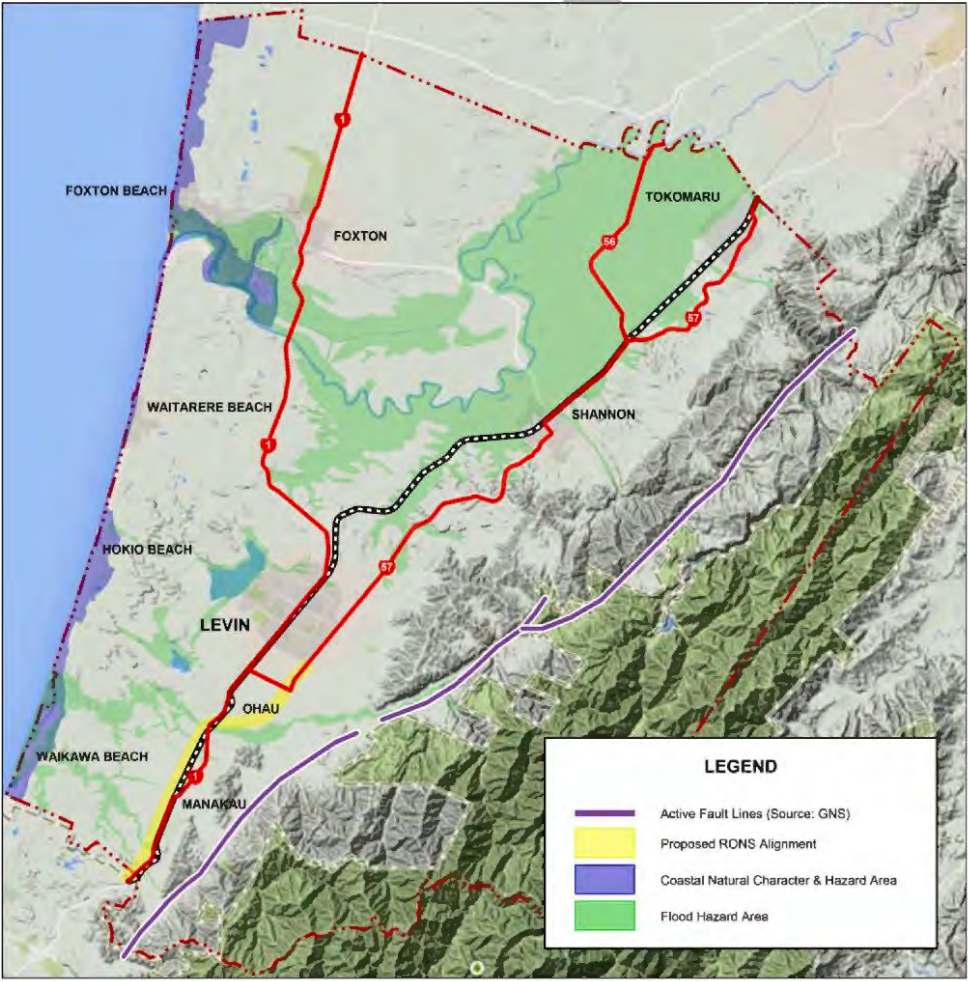 1
FOXTON BEACH
TOKOMARU
FOXTON
56
57
WAITARERE BEACH
SHANNON
1
HOKIO BEACH
57
LEVIN
OHAU
WAIKAWA BEACH
1
MANAKAU
LEGEND
Active Fault Lines (Source: GNS)
Proposed RONS Alignment
Coastal Natural Character & Hazard Area
Flood Hazard Area